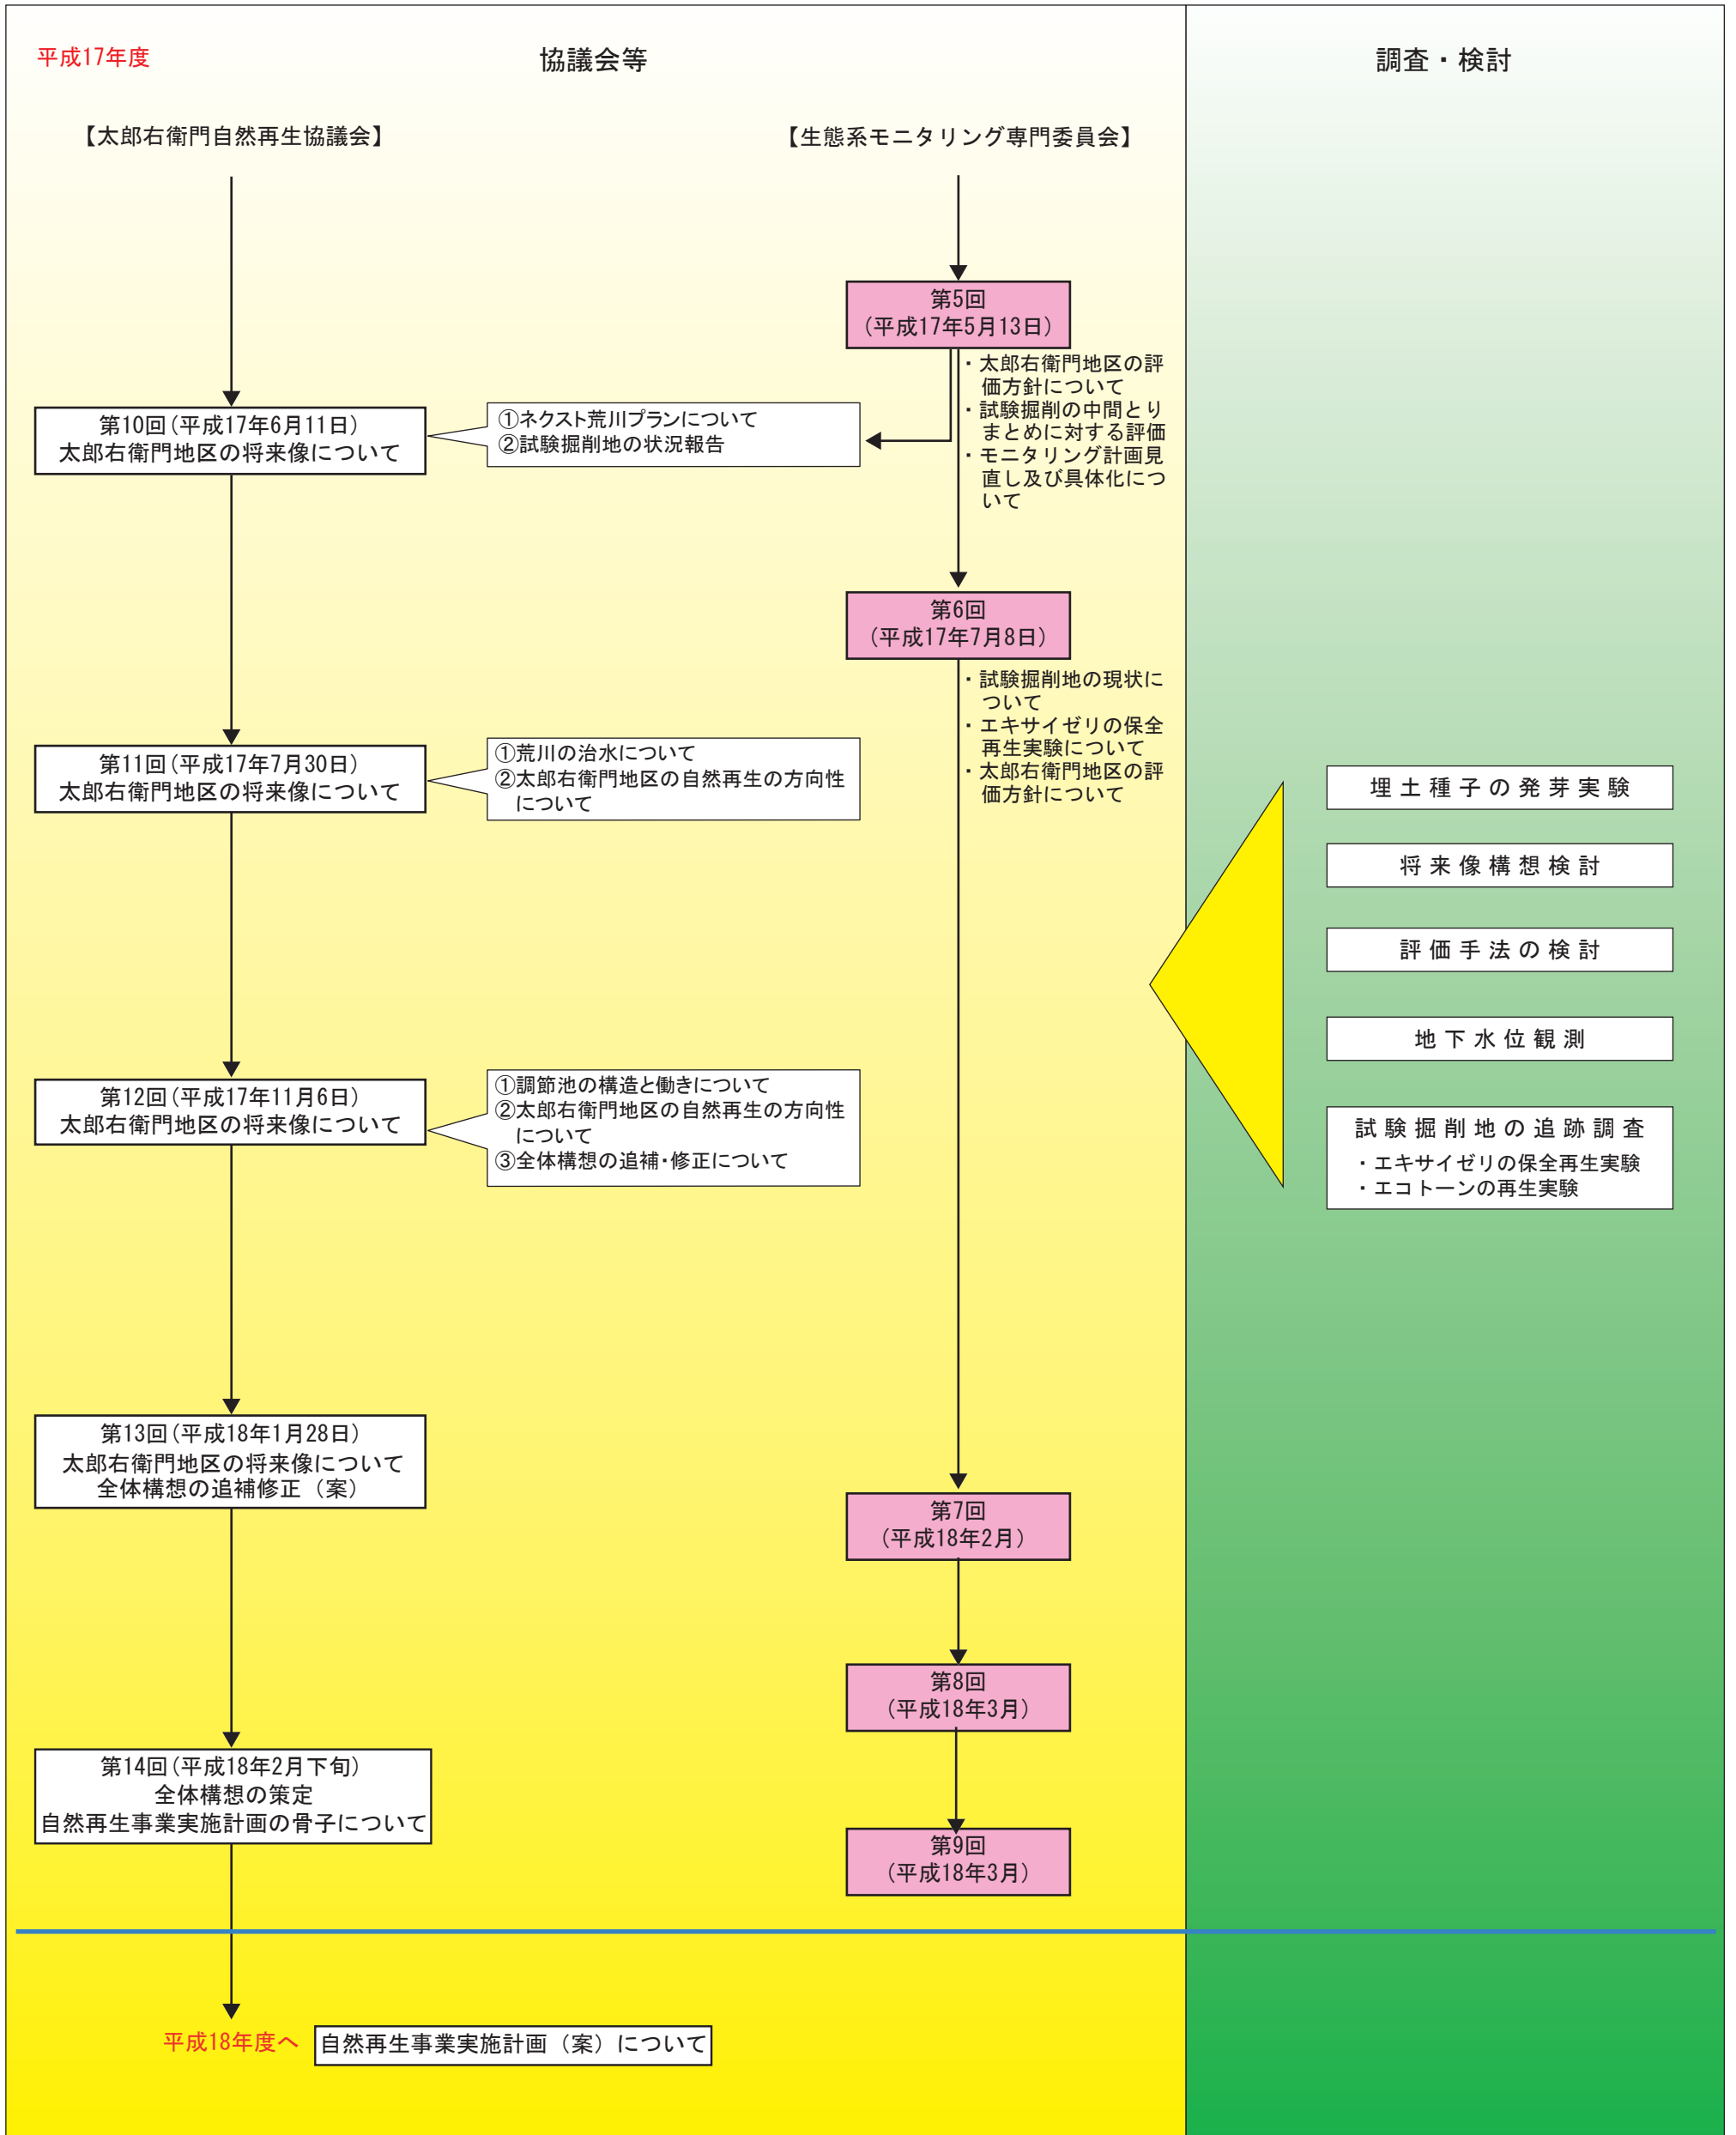 平成17年度
協議会等
調査・検討
【太郎右衛門自然再生協議会】
【生態系モニタリング専門委員会】
第5回
（平成17年5月13日）
・太郎右衛門地区の評
価方針について
・試験掘削の中間とり
まとめに対する評価
・モニタリング計画見
直し及び具体化につ
いて
第10回（平成17年6月11日）
太郎右衛門地区の将来像について
①ネクスト荒川プランについて
②試験掘削地の状況報告
第6回
（平成17年7月8日）
・試験掘削地の現状に
ついて
・エキサイゼリの保全
再生実験について
・太郎右衛門地区の評
価方針について
第11回（平成17年7月30日）
太郎右衛門地区の将来像について
①荒川の治水について
②太郎右衛門地区の自然再生の方向性
について
第12回（平成17年11月6日）
太郎右衛門地区の将来像について
①調節池の構造と働きについて
②太郎右衛門地区の自然再生の方向性
について
③全体構想の追補・修正について
第13回（平成18年1月28日）
太郎右衛門地区の将来像について
全体構想の追補修正（案）
第7回
（平成18年2月）
第8回
（平成18年3月）
第14回（平成18年2月下旬）
全体構想の策定
自然再生事業実施計画の骨子について
第9回
（平成18年3月）
平成18年度へ
自然再生事業実施計画（案）について
埋土種子の発芽実験
将来像構想検討
評価手法の検討
地下水位観測
試験掘削地の追跡調査
・エキサイゼリの保全再生実験
・エコトーンの再生実験